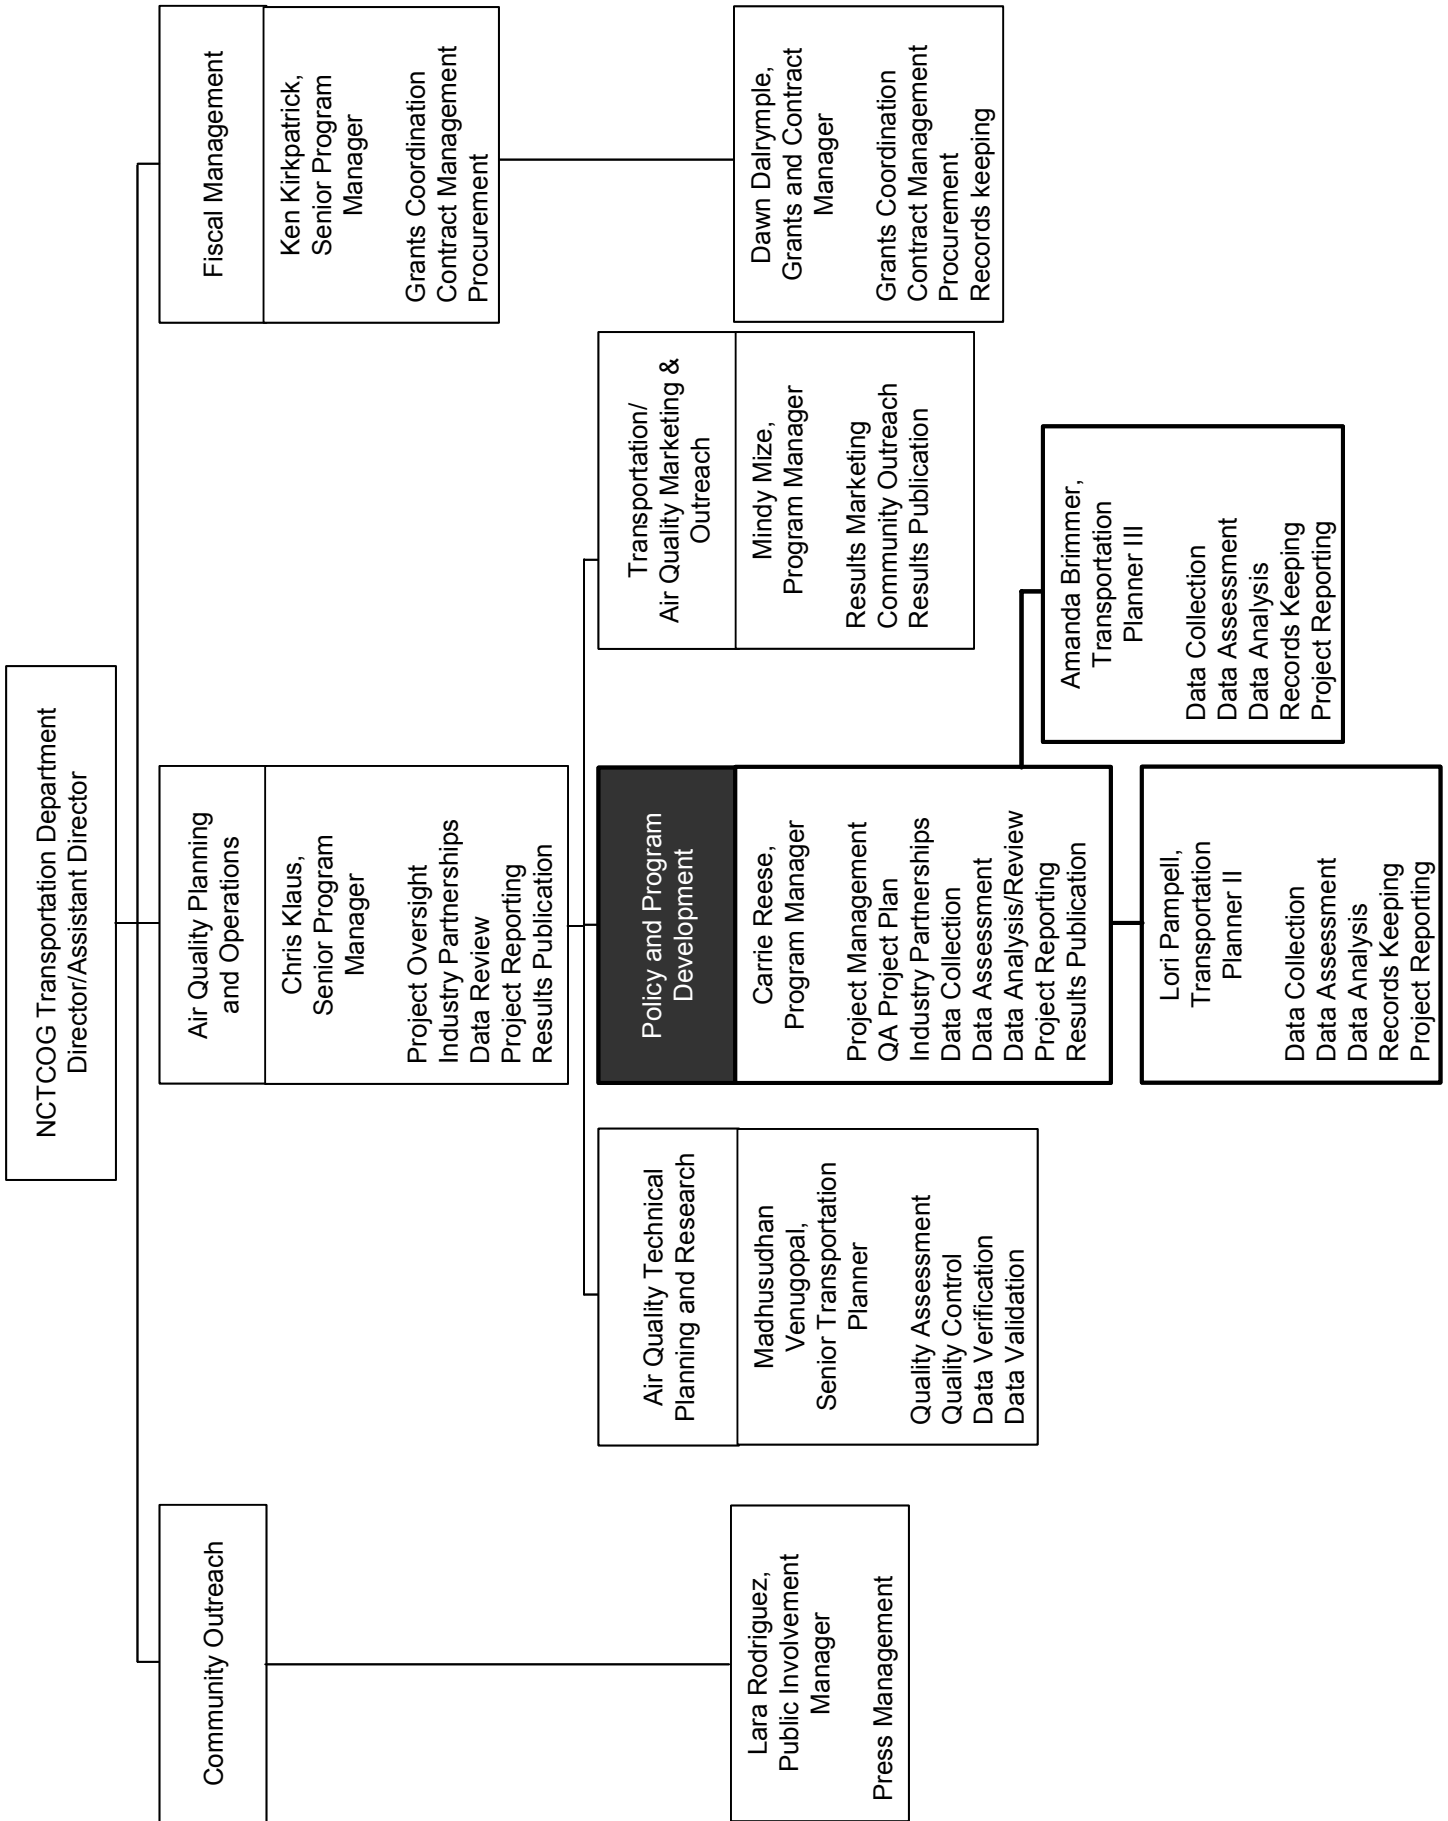 NCTCOG Transportation Department
Director/Assistant Director
Community Outreach
Air Quality Planning
and Operations
Chris Klaus,
Senior Program
Manager
Project Oversight
Industry Partnerships
Data Review
Project Reporting
Results Publication
Fiscal Management
Ken Kirkpatrick,
Senior Program
Manager
Grants Coordination
Contract Management
Procurement
Air Quality Technical
Planning and Research
Madhusudhan
Venugopal,
Senior Transportation
Planner
Quality Assessment
Quality Control
Data Verification
Data Validation
Policy and Program
Development
Carrie Reese,
Program Manager
Project Management
QA Project Plan
Industry Partnerships
Data Collection
Data Assessment
Data Analysis/Review
Project Reporting
Results Publication
Transportation/
Air Quality Marketing &
Outreach
Mindy Mize,
Program Manager
Results Marketing
Community Outreach
Results Publication
Lara Rodriguez,
Public Involvement
Manager
Press Management
Dawn Dalrymple,
Grants and Contract
Manager
Grants Coordination
Contract Management
Procurement
Records keeping
Amanda Brimmer,
Transportation
Planner III
Data Collection
Data Assessment
Data Analysis
Records Keeping
Project Reporting
Lori Pampell,
Transportation
Planner II
Data Collection
Data Assessment
Data Analysis
Records Keeping
Project Reporting